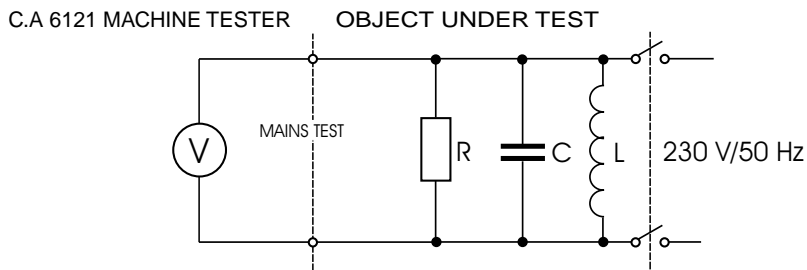 C.A 6121 MACHINE TESTER OBJECT UNDER TEST
MAINS TEST
V R C L 230 V/50 Hz